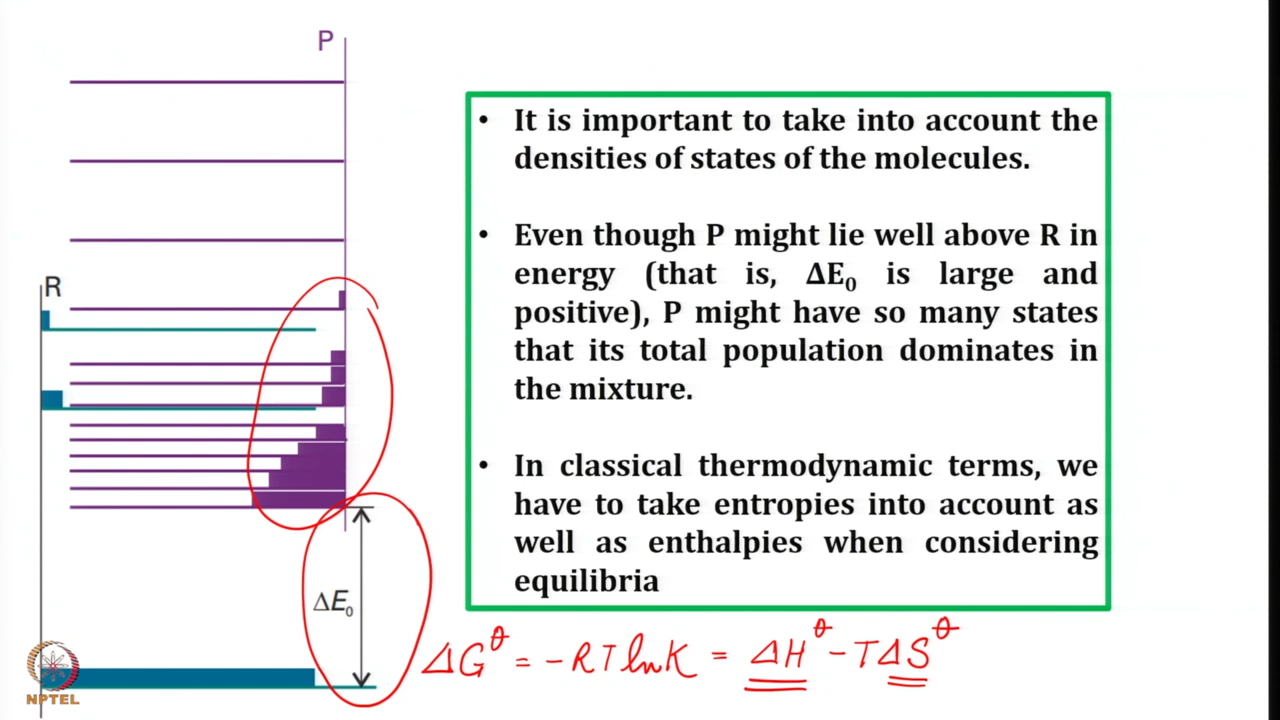 P
R
• It is important to take into account the
densities of states of the molecules.
• Even though P might lie well above R in
energy (that is, ΔE₀ is large and
positive), P might have so many states
that its total population dominates in
the mixture.
• In classical thermodynamic terms, we
have to take entropies into account as
well as enthalpies when considering
equilibria
ΔE₀
ΔG^θ = -RT ln K = ΔH^θ - TΔS^θ
NPTEL